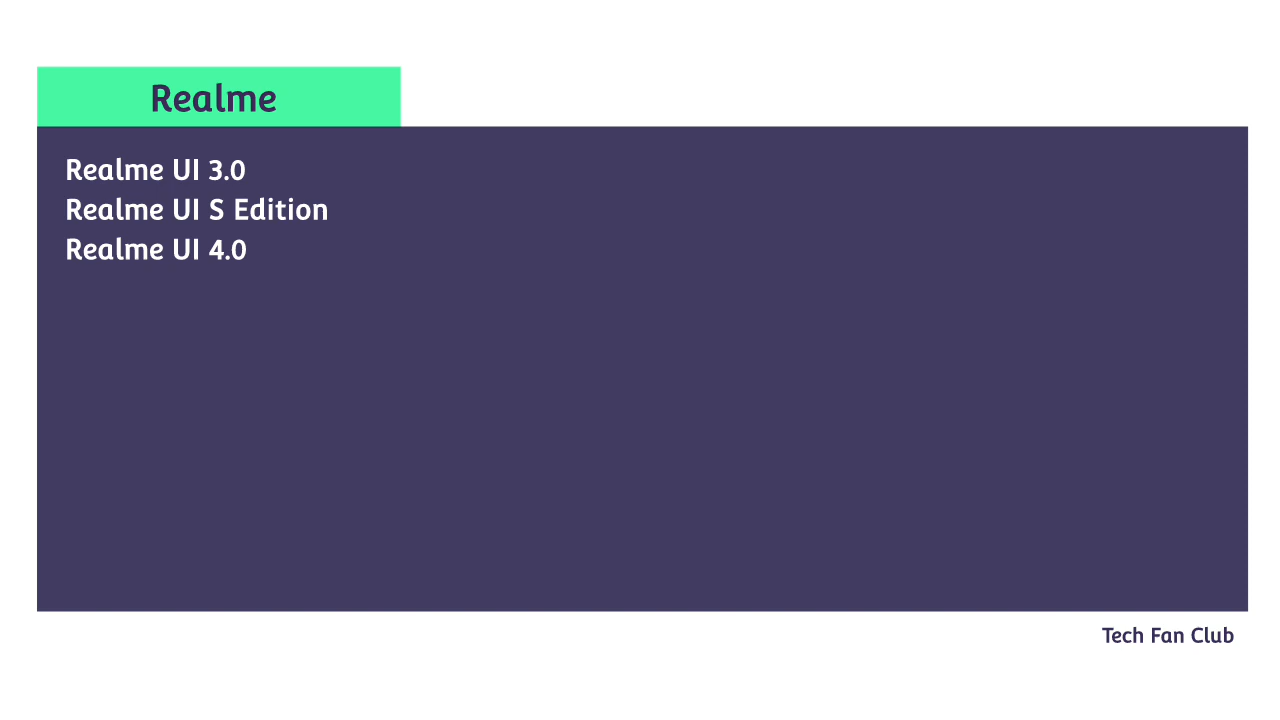 Realme
Realme UI 3.0
Realme UI S Edition
Realme UI 4.0
Tech Fan Club